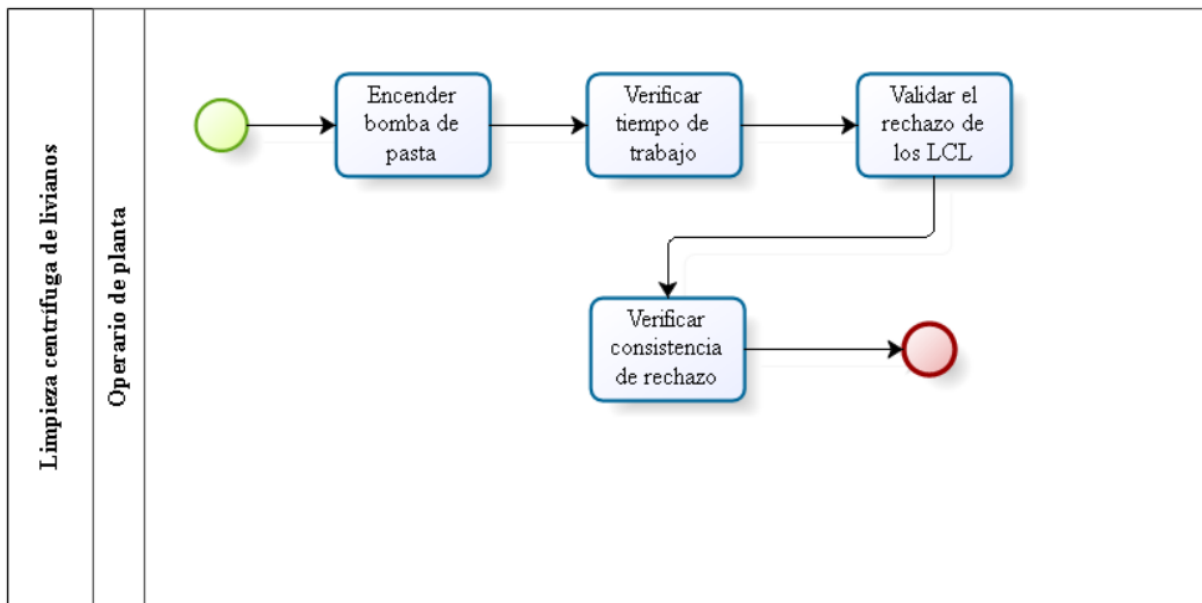 Limpieza centrífuga de livianos
Operario de planta
Encender
bomba de
pasta
Verificar
tiempo de
trabajo
Validar el
rechazo de
los LCL
Verificar
consistencia
de rechazo